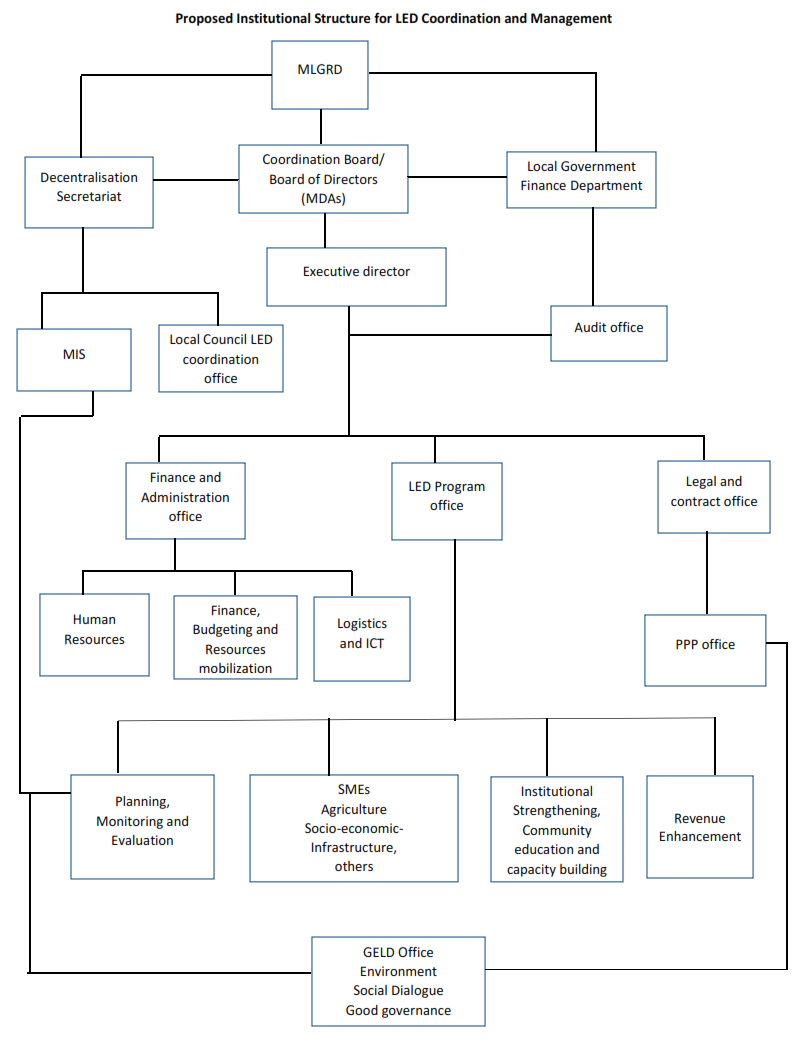 Proposed Institutional Structure for LED Coordination and Management
MLGRD
Decentralisation
Secretariat
Coordination Board/
Board of Directors
(MDAs)
Local Government
Finance Department
Executive director
Audit office
MIS
Local Council LED
coordination
office
Finance and
Administration
office
LED Program
office
Legal and
contract office
Human
Resources
Finance,
Budgeting and
Resources
mobilization
Logistics
and ICT
PPP office
Planning,
Monitoring and
Evaluation
SMEs
Agriculture
Socio-economic-
Infrastructure,
others
Institutional
Strengthening,
Community
education and
capacity building
Revenue
Enhancement
GELD Office
Environment
Social Dialogue
Good governance